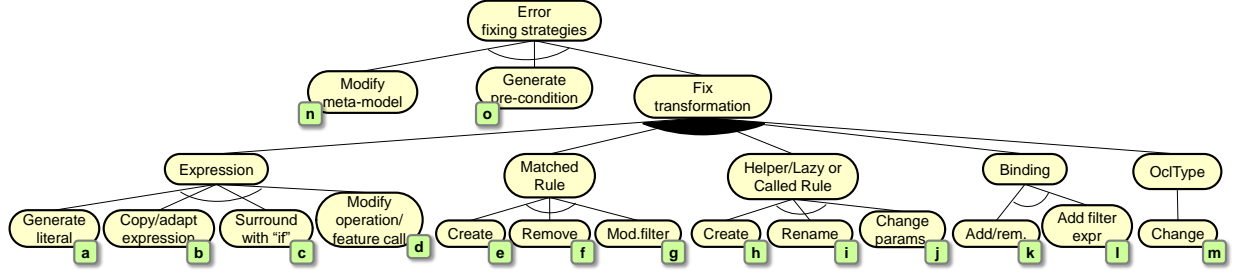 Error
fixing strategies
Modify
meta-model
n
Generate
pre-condition
o
Fix
transformation
Expression
Matched
Rule
Helper/Lazy or
Called Rule
Binding
OclType
Generate
literal
a
Copy/adapt
expression
b
Surround
with “if”
c
Modify
operation/
feature call
d
Create
e
Remove
f
Mod.filter
g
Create
h
Rename
i
Change
params
j
Add/rem.
k
Add filter
expr
l
Change
m